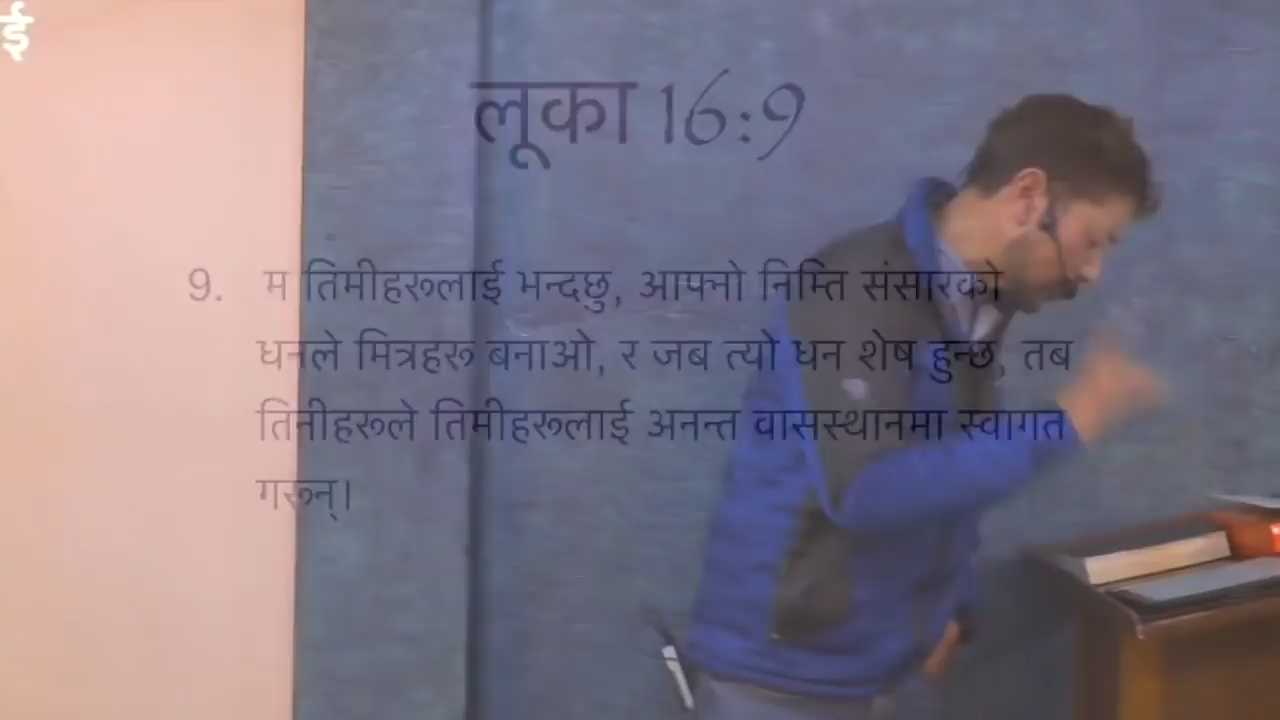 ई
लूका 16:9
9. म तिमीहरूलाई भन्दछु, आफ्नो निम्ति संसारको
धनले मित्रहरू बनाओ, र जब त्यो धन शेष हुन्छ, तब
तिनीहरूले तिमीहरूलाई अनन्त वासस्थानमा स्वागत
गरून्।